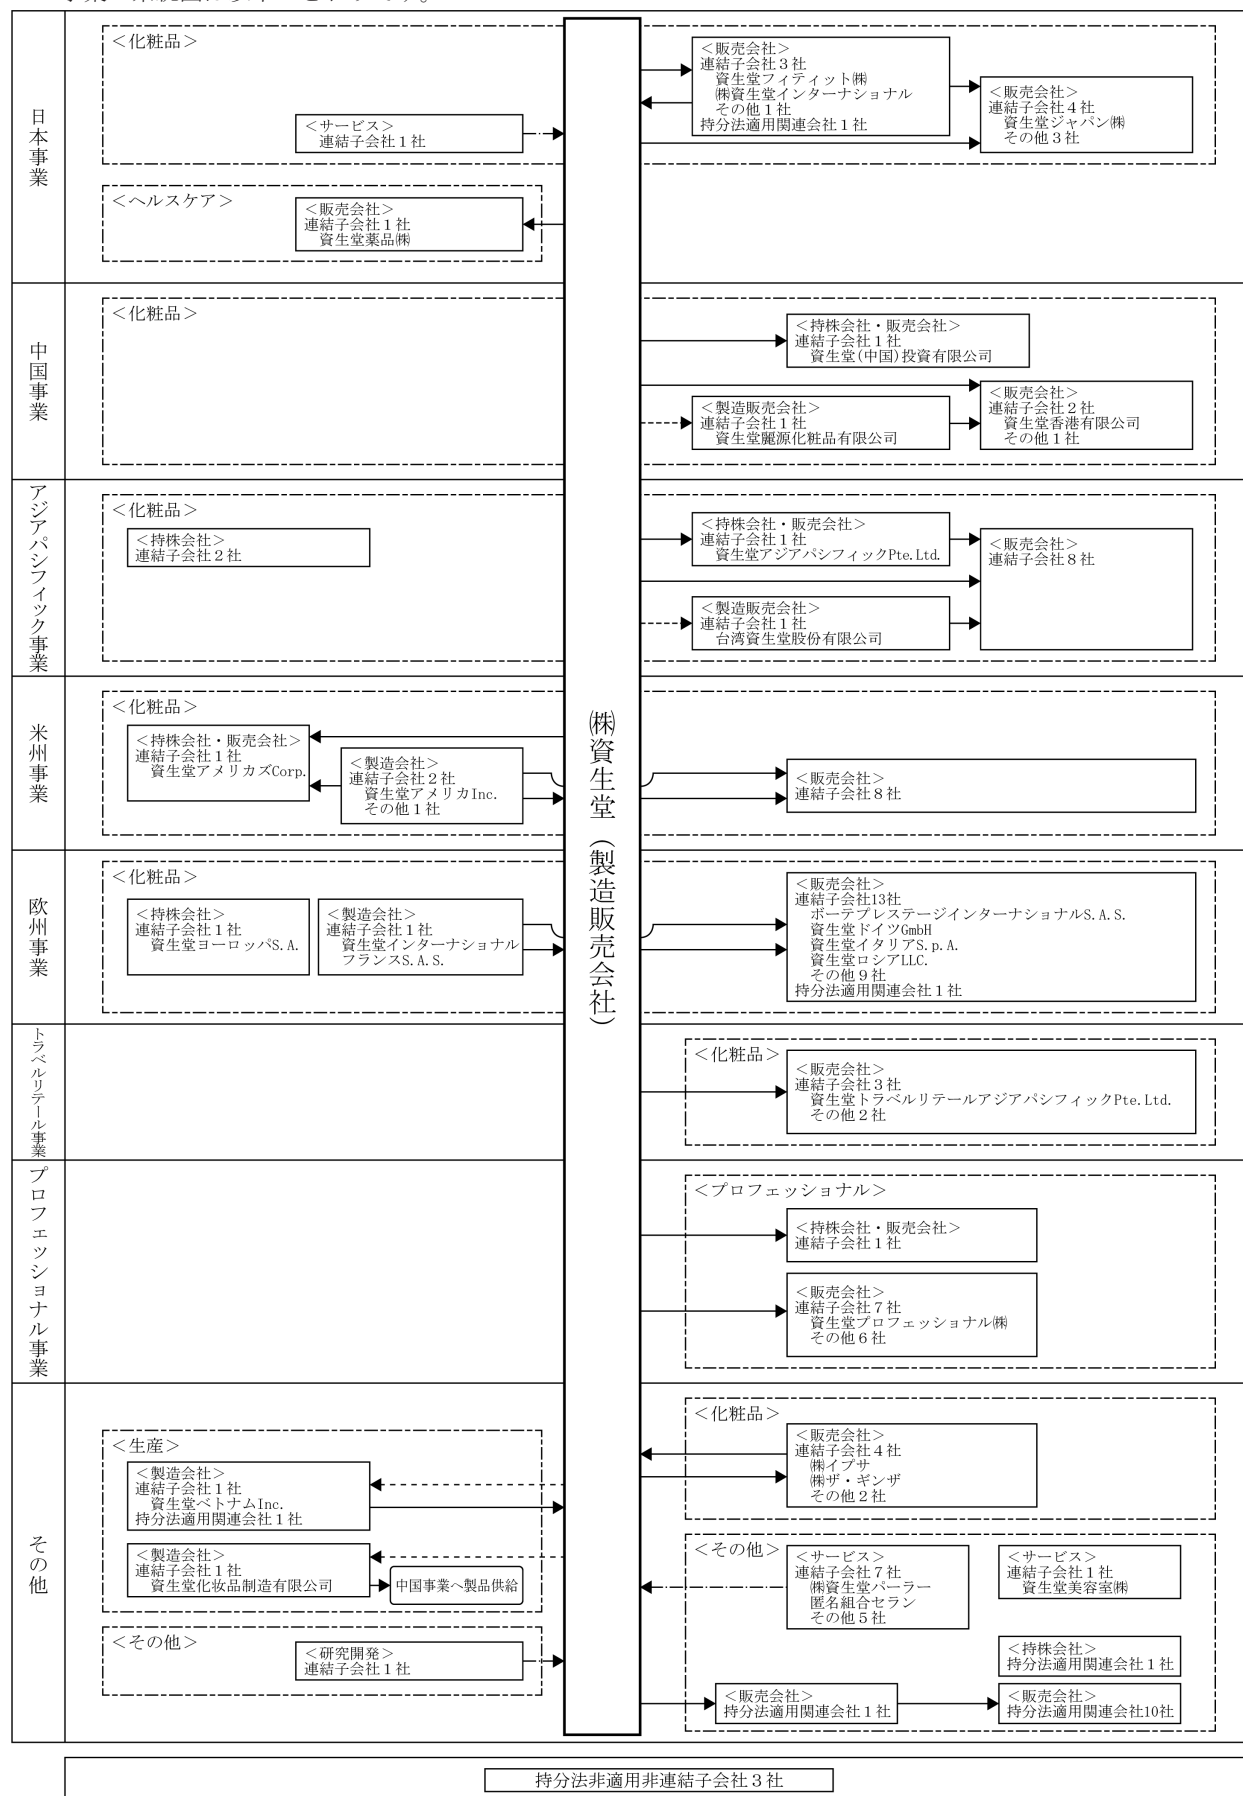 日本事業
＜化粧品＞
＜サービス＞
連結子会社１社
＜販売会社＞
連結子会社３社
資生堂フィティット㈱
㈱資生堂インターナショナル
その他１社
持分法適用関連会社１社
＜販売会社＞
連結子会社４社
資生堂ジャパン㈱
その他３社
＜ヘルスケア＞
＜販売会社＞
連結子会社１社
資生堂薬品㈱
中国事業
＜化粧品＞
＜持株会社・販売会社＞
連結子会社１社
資生堂(中国)投資有限公司
＜製造販売会社＞
連結子会社１社
資生堂麗源化粧品有限公司
＜販売会社＞
連結子会社２社
資生堂香港有限公司
その他１社
アジアパシフィック事業
＜化粧品＞
＜持株会社＞
連結子会社２社
＜持株会社・販売会社＞
連結子会社１社
資生堂アジアパシフィックPte.Ltd.
＜製造販売会社＞
連結子会社１社
台湾資生堂股份有限公司
＜販売会社＞
連結子会社８社
㈱資生堂（製造販売会社）
米州事業
＜化粧品＞
＜持株会社・販売会社＞
連結子会社１社
資生堂アメリカズCorp.
＜製造会社＞
連結子会社２社
資生堂アメリカInc.
その他１社
＜販売会社＞
連結子会社８社
欧州事業
＜化粧品＞
＜持株会社＞
連結子会社１社
資生堂ヨーロッパS.A.
＜製造会社＞
連結子会社１社
資生堂インターナショナル
フランスS.A.S.
＜販売会社＞
連結子会社13社
ボーテプレステージインターナショナルS.A.S.
資生堂ドイツGmbH
資生堂イタリアS.p.A.
資生堂ロシアLLC.
その他９社
持分法適用関連会社１社
トラベルリテール事業
＜化粧品＞
＜販売会社＞
連結子会社３社
資生堂トラベルリテールアジアパシフィックPte.Ltd.
その他２社
プロフェッショナル事業
＜プロフェッショナル＞
＜持株会社・販売会社＞
連結子会社１社
＜販売会社＞
連結子会社７社
資生堂プロフェッショナル㈱
その他６社
その他
＜生産＞
＜製造会社＞
連結子会社１社
資生堂ベトナムInc.
持分法適用関連会社１社
＜製造会社＞
連結子会社１社
資生堂化妆品制造有限公司
中国事業へ製品供給
＜その他＞
＜研究開発＞
連結子会社１社
＜化粧品＞
＜販売会社＞
連結子会社４社
㈱イプサ
㈱ザ・ギンザ
その他２社
＜その他＞
＜サービス＞
連結子会社７社
㈱資生堂パーラー
匿名組合セラン
その他５社
＜サービス＞
連結子会社１社
資生堂美容室㈱
＜持株会社＞
持分法適用関連会社１社
＜販売会社＞
持分法適用関連会社１社
＜販売会社＞
持分法適用関連会社10社
持分法非適用非連結子会社３社